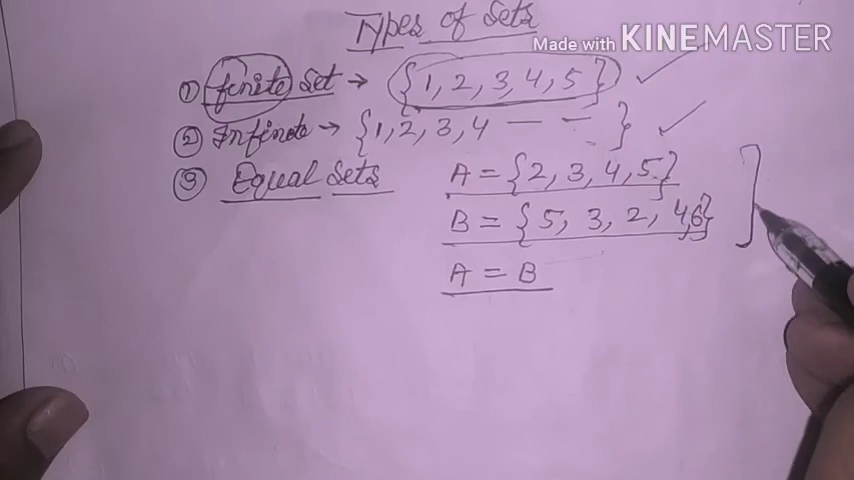 Types of Sets
Made with KINEMASTER
① finite Set → {1, 2, 3, 4, 5}
② Infinite → {1, 2, 3, 4 — – }
③ Equal Sets
A = {2, 3, 4, 5}
B = {5, 3, 2, 4, 6}
A = B